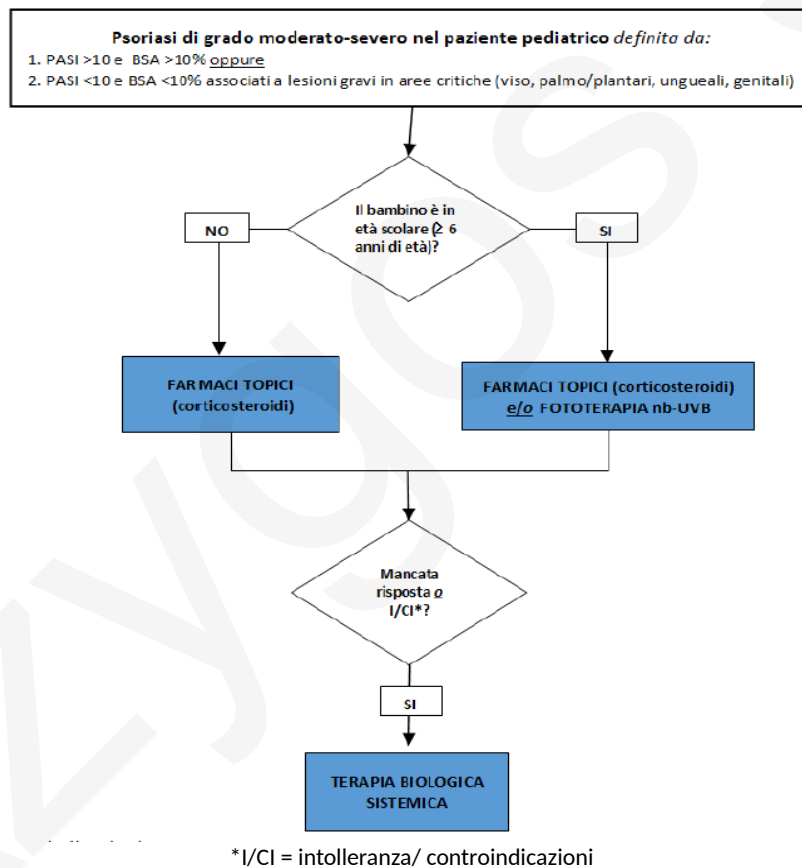 Psoriasi di grado moderato-severo nel paziente pediatrico definita da:
1. PASI >10 e BSA >10% oppure
2. PASI <10 e BSA <10% associati a lesioni gravi in aree critiche (viso, palmo/plantari, ungueali, genitali)
Il bambino è in
età scolare (≥ 6
anni di età)?
NO
SI
FARMACI TOPICI
(corticosteroidi)
FARMACI TOPICI (corticosteroidi)
e/o FOTOTERAPIA nb-UVB
Mancata
risposta o
I/CI*?
SI
TERAPIA BIOLOGICA
SISTEMICA
*I/CI = intolleranza/ controindicazioni